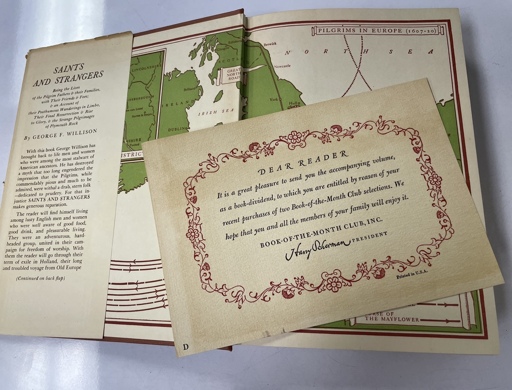 SAINTS
AND STRANGERS
Being the Lives
of the Pilgrim Fathers & their Families,
with Their Friends & Foes;
& an Account of
their Posthumous Wanderings in Limbo,
Their Final Resurrection & Rise
to Glory, & the Strange Pilgrimages
of Plymouth Rock
By GEORGE F. WILLISON
With this book George Willison has
brought back to life men and women
who were among the most stalwart of
American ancestors. He has destroyed
a myth that too long engendered the
impression that the Pilgrim, while
commendably pious and much to be
admired, were withal a drab, stern folk
—dedicated to prudery. For that in-
justice SAINTS AND STRANGERS
makes generous reparation.
The reader will find himself living
among lusty English men and women
who were well aware of good food,
good drink, and pleasurable living.
They were an adventurous, hard-
headed group, united in their cam-
paign for freedom of worship. With
them the reader will go through their
term of exile in Holland, their long
and troubled voyage from Old Europe
(Continued on back flap)
PILGRIMS IN EUROPE (1607-20)
NORTH SEA
GREAT
NORTH
ROAD
IRISH SEA
DUBLIN
DISTRICT
DEAR READER
It is a great pleasure to send you the accompanying volume,
as a book-dividend, to which you are entitled by reason of your
recent purchases of two Book-of-the-Month Club selections. We
hope that you and all the members of your family will enjoy it.
BOOK-OF-THE-MONTH CLUB, INC.
Harry Scherman PRESIDENT
Printed in U.S.A.
D
OF THE MAYFLOWER